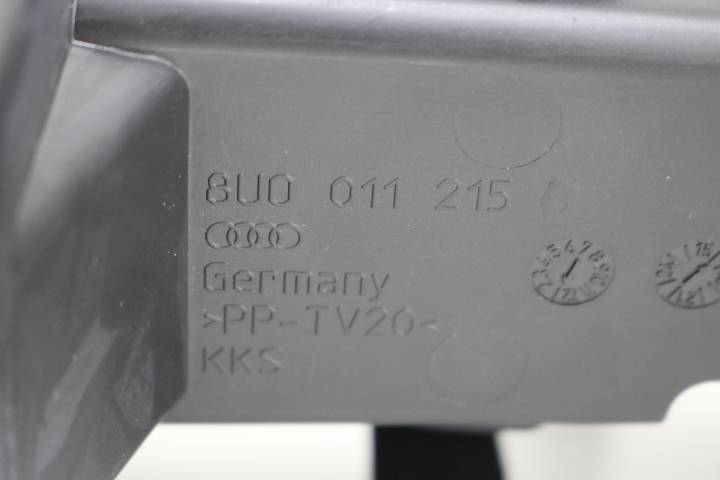 8U0 011 215
Germany
>PP-TV20<
KKS